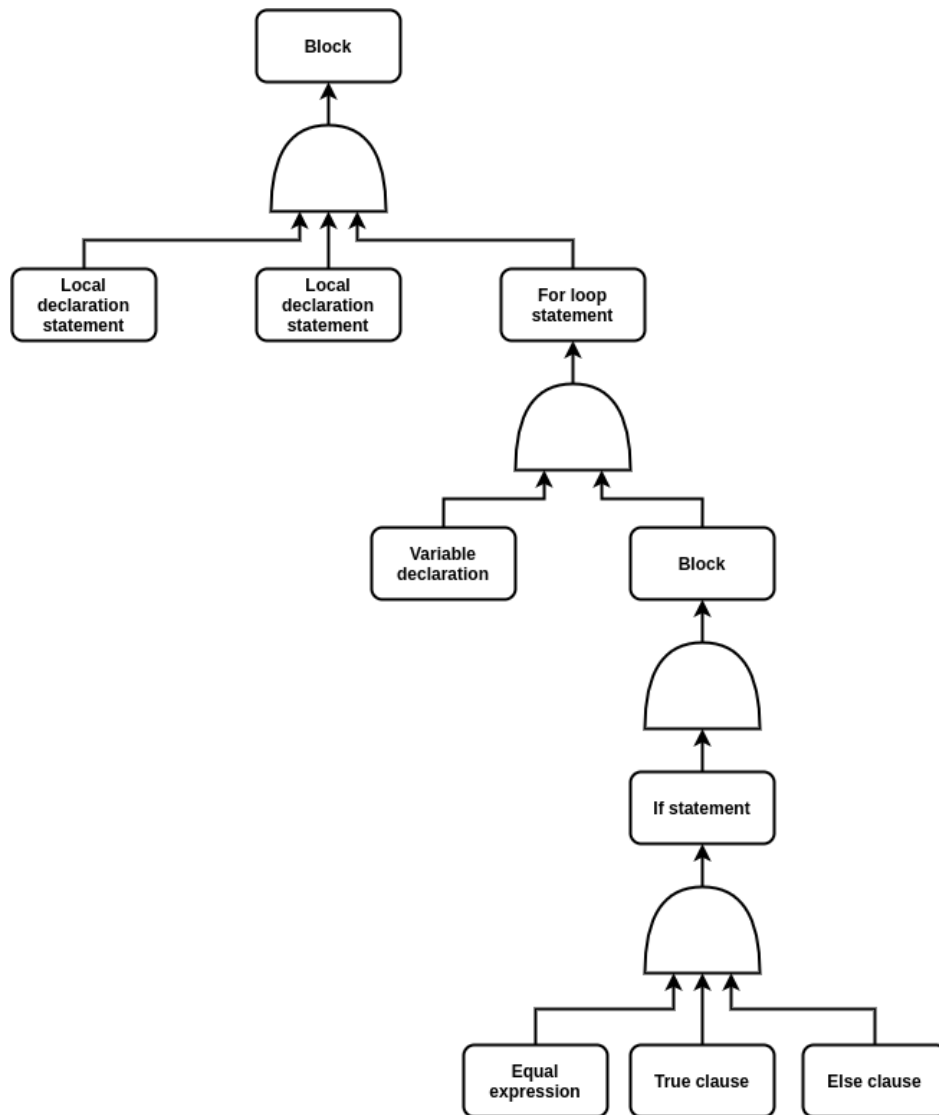 Block
Local
declaration
statement
Local
declaration
statement
For loop
statement
Variable
declaration
Block
If statement
Equal
expression
True clause
Else clause